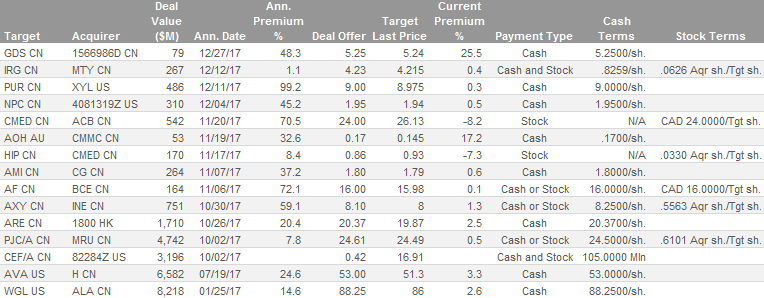 Deal Ann. Current
Value Premium Target Premium Cash
Target Acquirer ($M) Ann. Date % Deal Offer Last Price % Payment Type Terms Stock Terms
GDS CN 1566986D CN 79 12/27/17 48.3 5.25 5.24 25.5 Cash 5.2500/sh.
IRG CN MTY CN 267 12/12/17 1.1 4.23 4.215 0.4 Cash and Stock .8259/sh. .0626 Aqr sh./Tgt sh.
PUR CN XYL US 486 12/11/17 99.2 9.00 8.975 0.3 Cash 9.0000/sh.
NPC CN 4081319Z US 310 12/04/17 45.2 1.95 1.94 0.5 Cash 1.9500/sh.
CMED CN ACB CN 542 11/20/17 70.5 24.00 26.13 -8.2 Stock N/A CAD 24.0000/Tgt sh.
AOH AU CMMC CN 53 11/19/17 32.6 0.17 0.145 17.2 Cash .1700/sh.
HIP CN CMED CN 170 11/17/17 8.4 0.86 0.93 -7.3 Stock N/A .0330 Aqr sh./Tgt sh.
AMI CN CG CN 264 11/07/17 37.2 1.80 1.79 0.6 Cash 1.8000/sh.
AF CN BCE CN 164 11/06/17 72.1 16.00 15.98 0.1 Cash or Stock 16.0000/sh. CAD 16.0000/Tgt sh.
AXY CN INE CN 751 10/30/17 59.1 8.10 8 1.3 Cash or Stock 8.2500/sh. .5563 Aqr sh./Tgt sh.
ARE CN 1800 HK 1,710 10/26/17 20.4 20.37 19.87 2.5 Cash 20.3700/sh.
PJC/A CN MRU CN 4,742 10/02/17 7.8 24.61 24.49 0.5 Cash or Stock 24.5000/sh. .6101 Aqr sh./Tgt sh.
CEF/A CN 82284Z US 3,196 10/02/17 0.42 16.91 Cash and Stock 105.0000 Mln
AVA US H CN 6,582 07/19/17 24.6 53.00 51.3 3.3 Cash 53.0000/sh.
WGL US ALA CN 8,218 01/25/17 14.6 88.25 86 2.6 Cash 88.2500/sh.